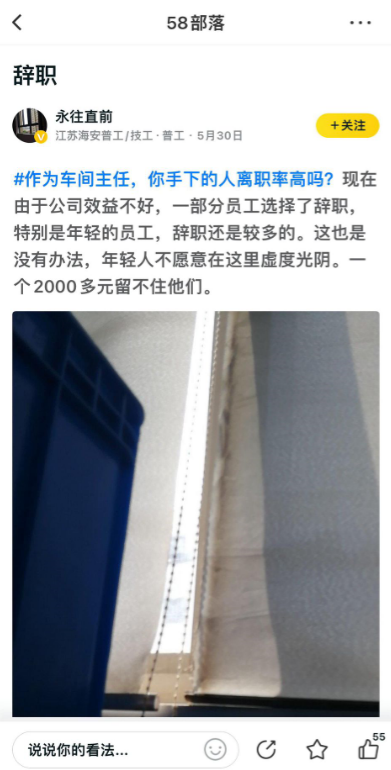 58部落
辞职
永往直前
江苏海安普工/技工·普工·5月30日
+关注
#作为车间主任，你手下的人离职率高吗？现在
由于公司效益不好，一部分员工选择了辞职，
特别是年轻的员工，辞职还是较多的。这也是
没有办法，年轻人不愿意在这里虚度光阴。一
个2000多元留不住他们。
说说你的看法...
55